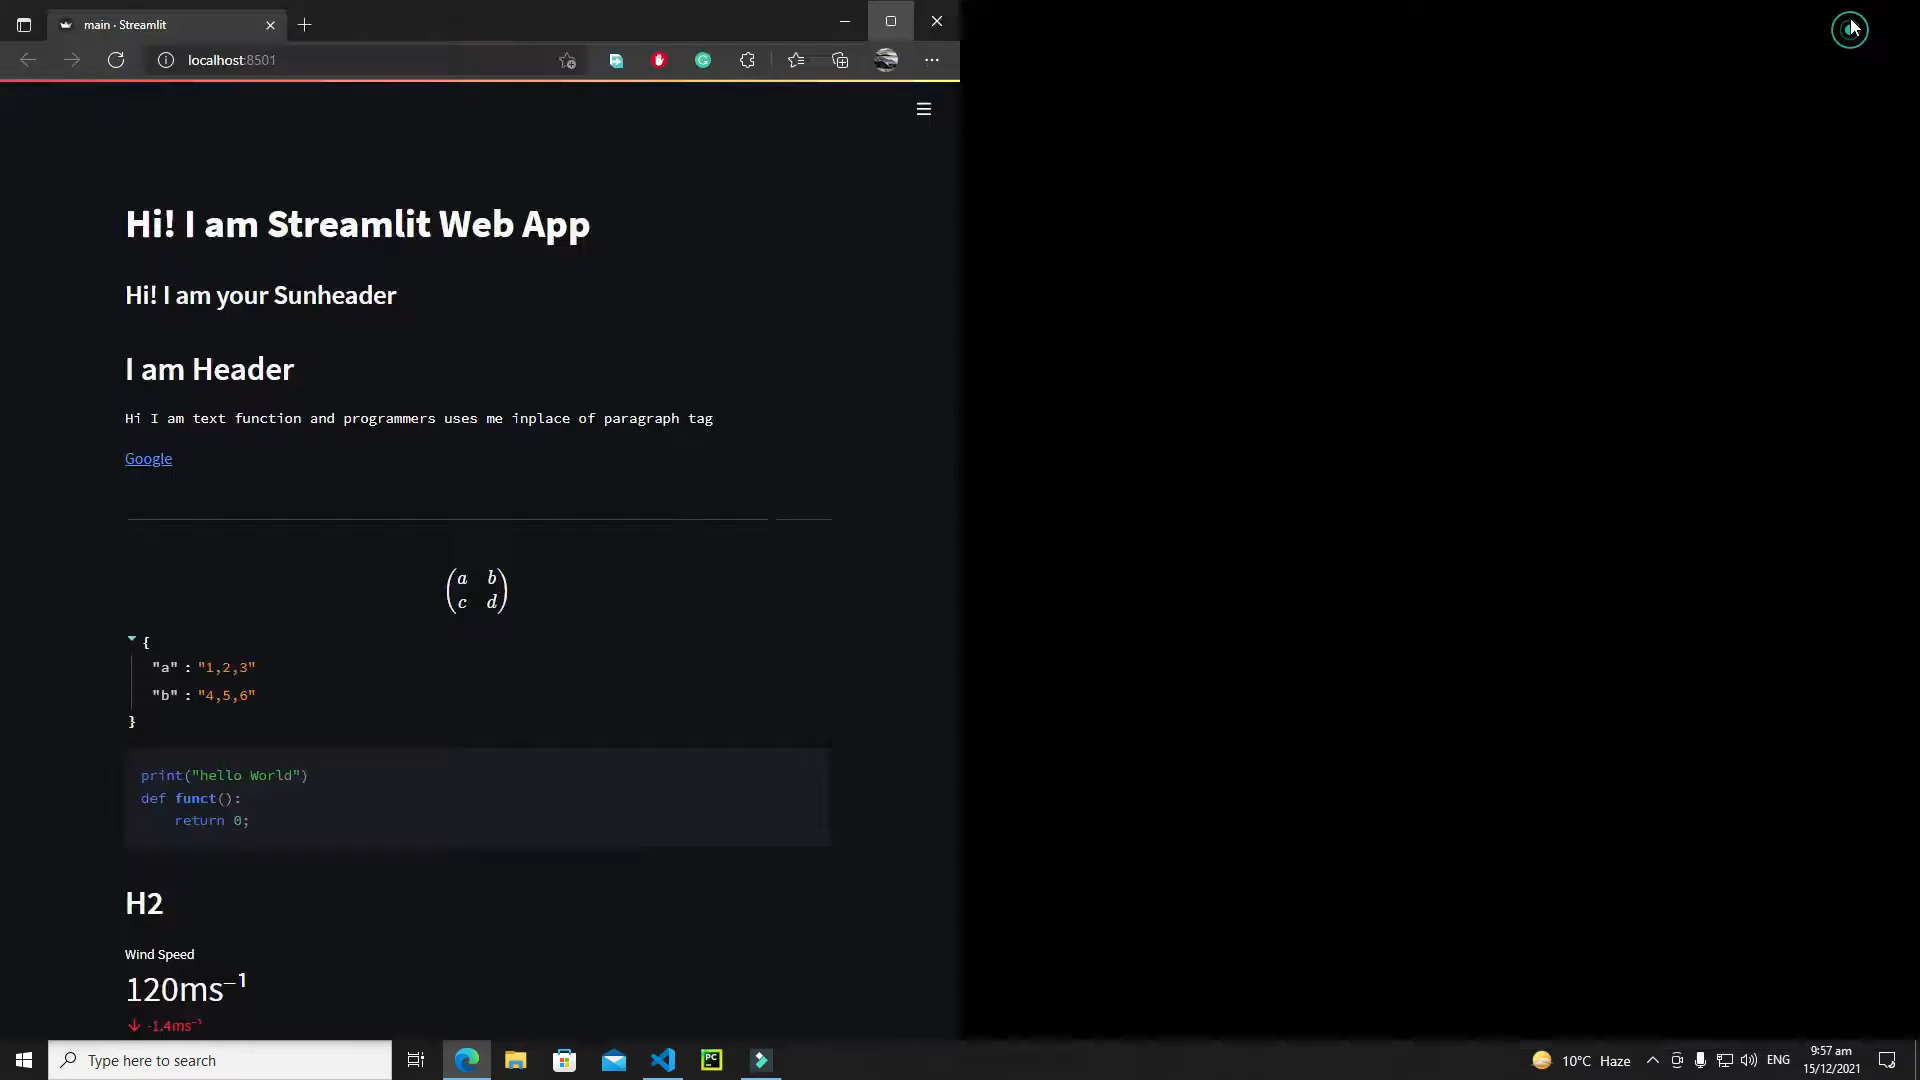 main · Streamlit
localhost:8501
Hi! I am Streamlit Web App
Hi! I am your Sunheader
I am Header
Hi I am text function and programmers uses me inplace of paragraph tag
Google
a b
c d
{
"a" : "1,2,3"
"b" : "4,5,6"
}
print("hello World")
def funct():
return 0;
H2
Wind Speed
120ms⁻¹
-1.4ms⁻¹
Type here to search
PC
10°C Haze
ENG
9:57 am
15/12/2021